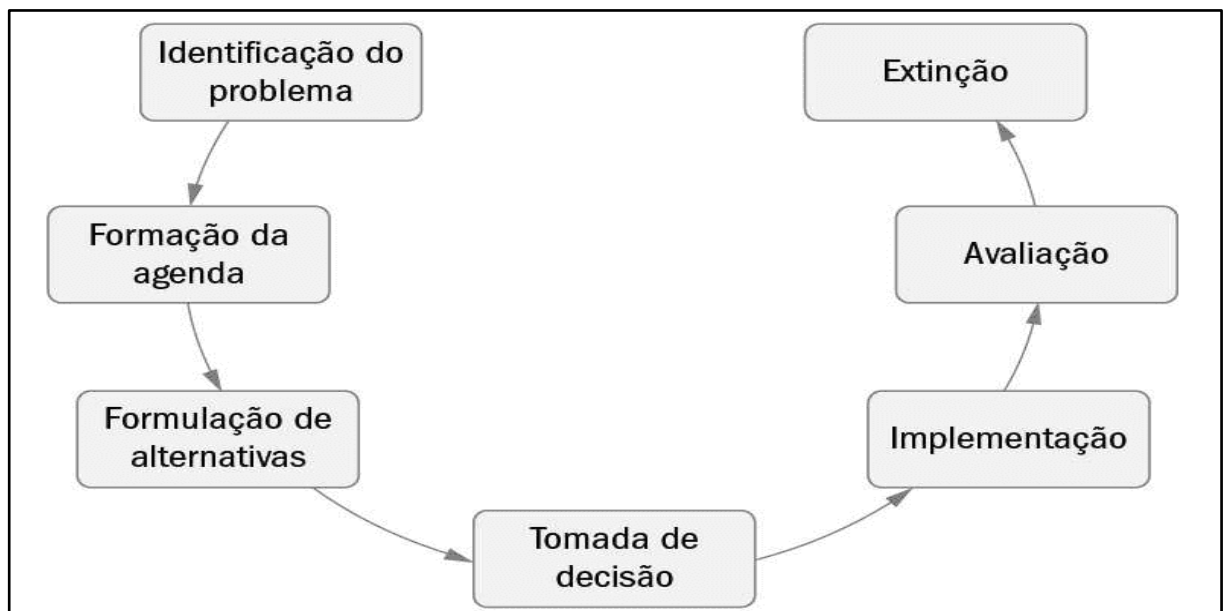 Identificação do
problema
Formação da
agenda
Formulação de
alternativas
Tomada de
decisão
Implementação
Avaliação
Extinção